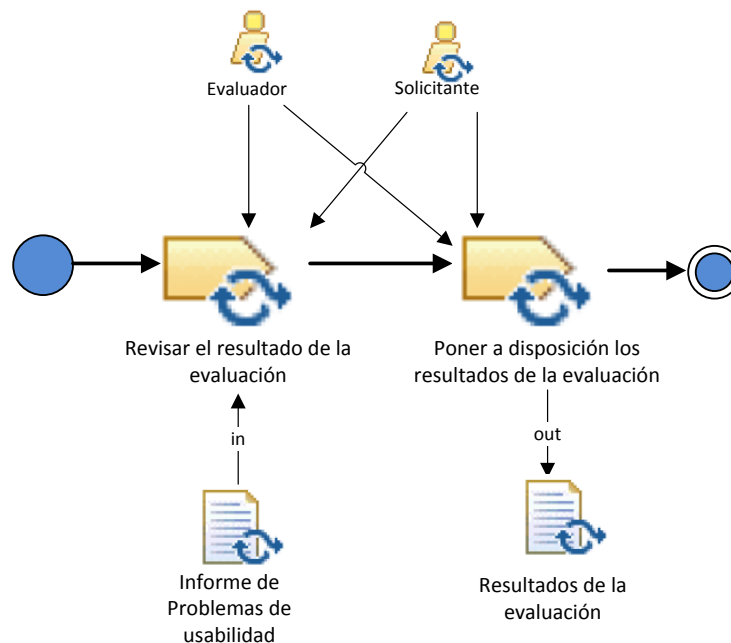 Evaluador
Solicitante
Revisar el resultado de la
evaluación
Poner a disposición los
resultados de la evaluación
in
out
Informe de
Problemas de
usabilidad
Resultados de la
evaluación